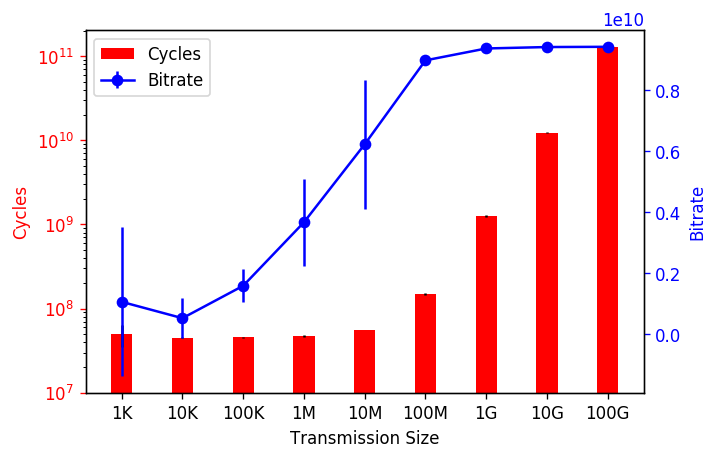 1e10
Cycles
Bitrate
10^11
10^10
10^9
10^8
10^7
Cycles
0.8
0.6
0.4
0.2
0.0
Bitrate
1K 10K 100K 1M 10M 100M 1G 10G 100G
Transmission Size